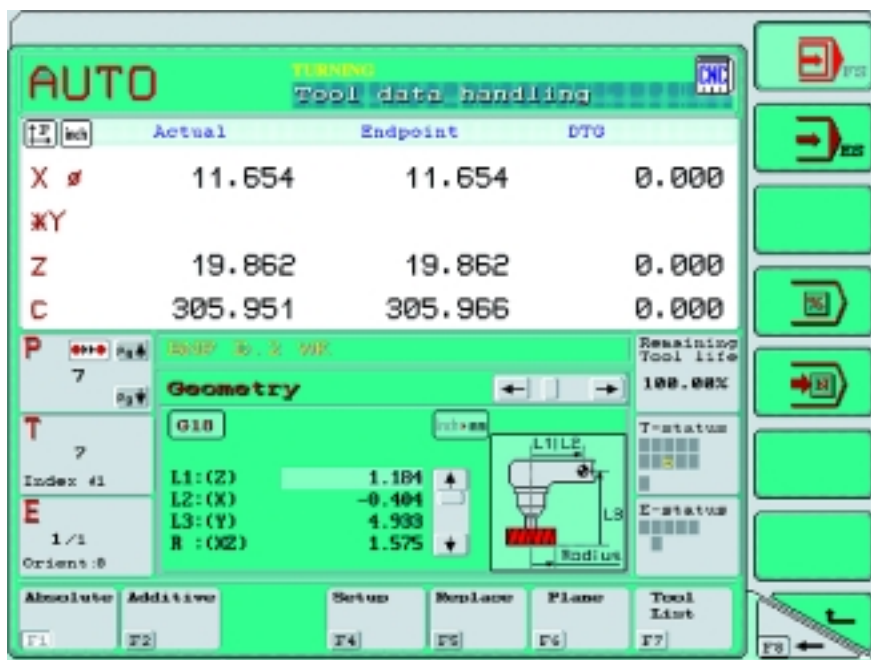 AUTO
TURNING
Tool data handling
CNC
inch Actual Endpoint DTG
X ø 11.654 11.654 0.000
*Y
Z 19.862 19.862 0.000
C 305.951 305.966 0.000
P
7
Pg
Pg
Geometry
Remaining
Tool life
100.00%
T
7
Index #1
G18
inch>mm
L1:(Z) 1.184
L2:(X) -0.404
L3:(Y) 4.933
R :(XZ) 1.575
L1|L2
L3
Radius
T-status
E
1/1
Orient:8
E-status
Absolute Additive Setup Replace Plane Tool List
F1 F2 F4 F5 F6 F7 F8
FS
ES
%
N